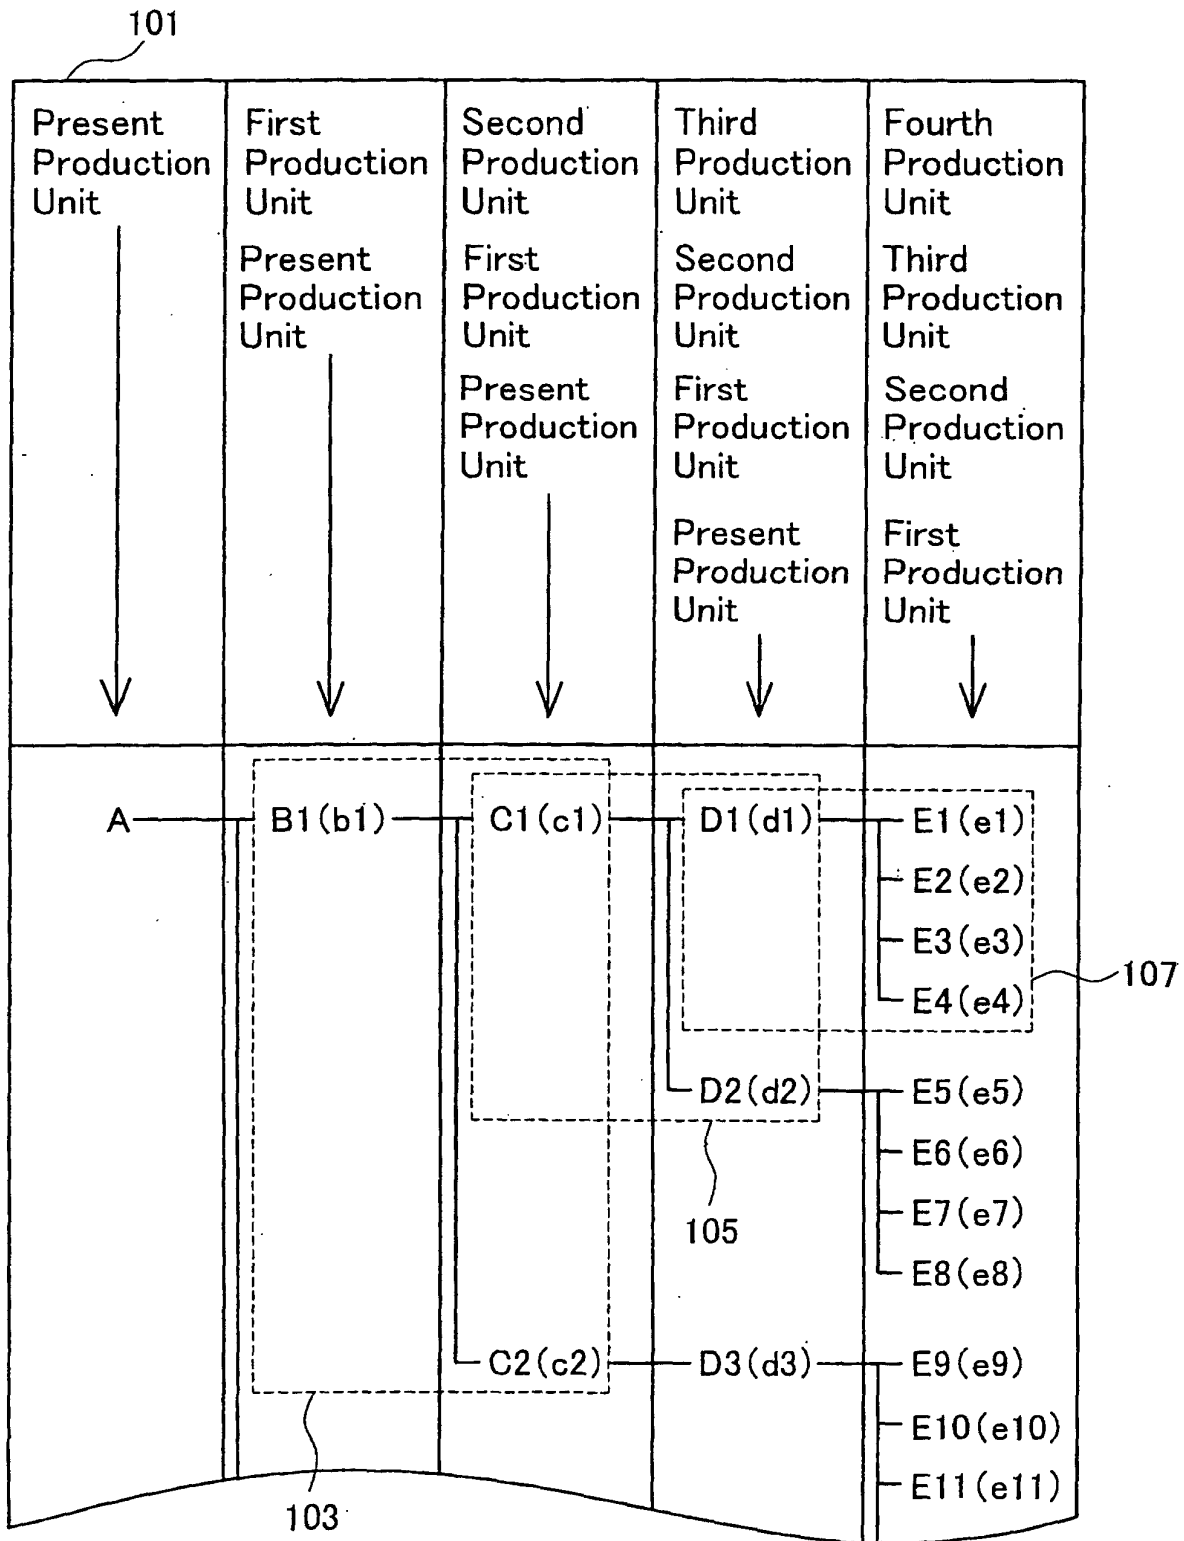 101
Present
Production
Unit
First
Production
Unit
Present
Production
Unit
Second
Production
Unit
First
Production
Unit
Present
Production
Unit
Third
Production
Unit
Second
Production
Unit
First
Production
Unit
Present
Production
Unit
Fourth
Production
Unit
Third
Production
Unit
Second
Production
Unit
First
Production
Unit
A B1(b1) C1(c1) D1(d1) E1(e1)
E2(e2)
E3(e3)
E4(e4)
107
D2(d2) E5(e5)
E6(e6)
E7(e7)
105
E8(e8)
C2(c2) D3(d3) E9(e9)
E10(e10)
E11(e11)
103